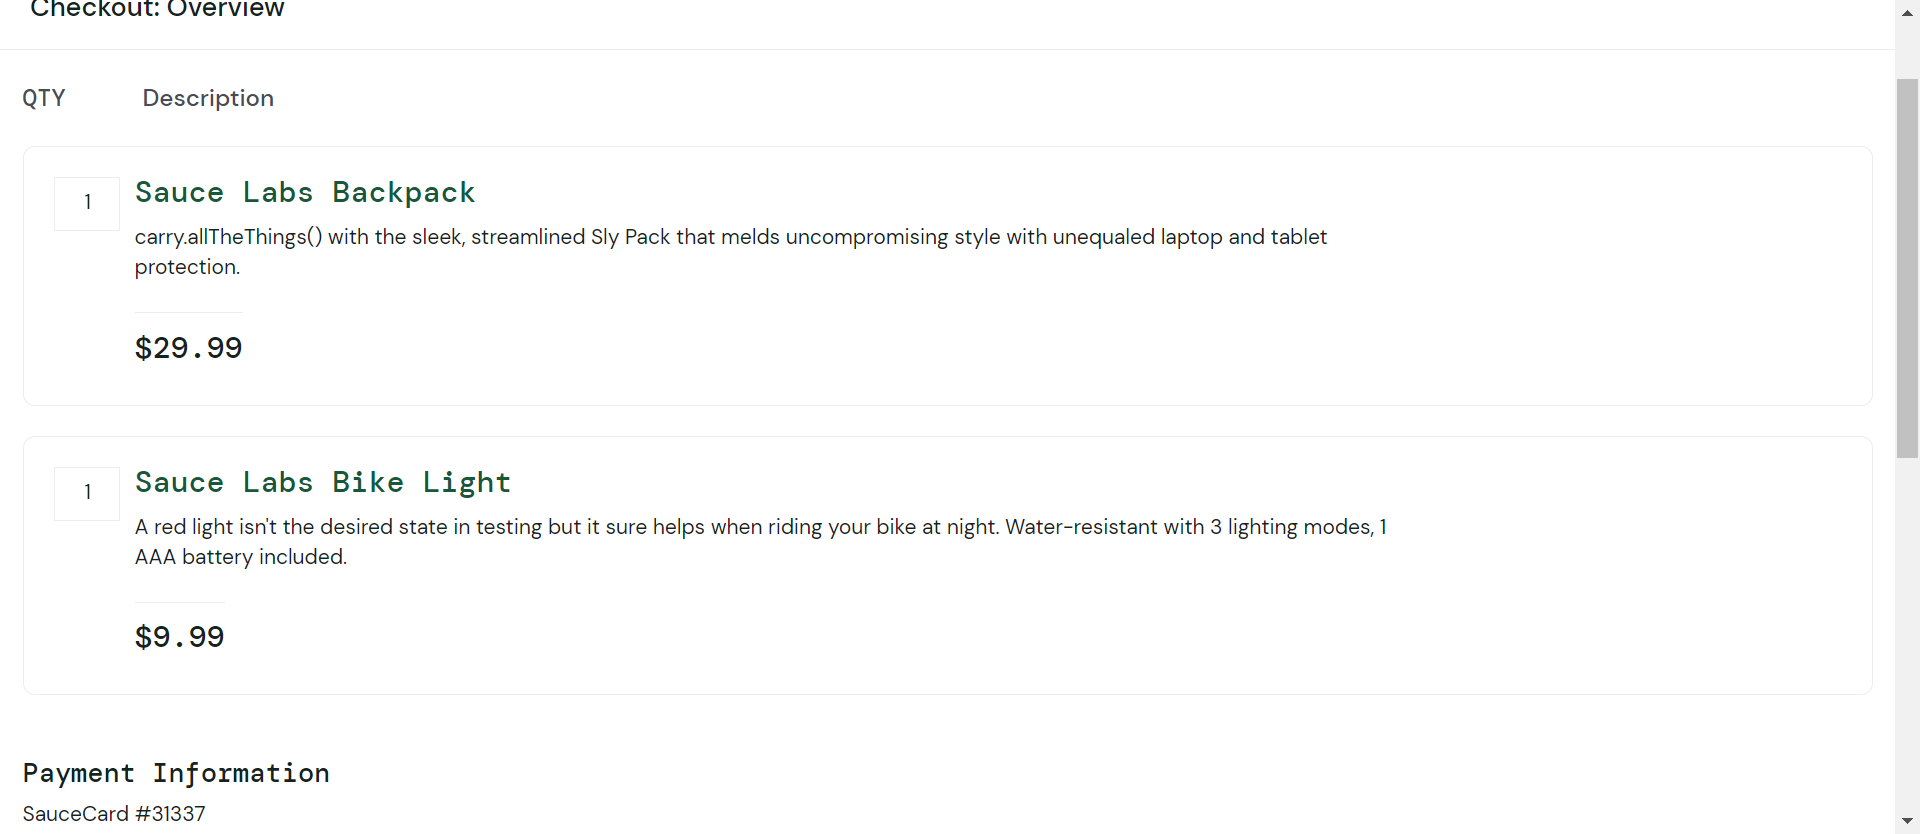 Checkout: Overview
QTY Description
1 Sauce Labs Backpack
carry.allTheThings() with the sleek, streamlined Sly Pack that melds uncompromising style with unequaled laptop and tablet
protection.
$29.99
1 Sauce Labs Bike Light
A red light isn't the desired state in testing but it sure helps when riding your bike at night. Water-resistant with 3 lighting modes, 1
AAA battery included.
$9.99
Payment Information
SauceCard #31337